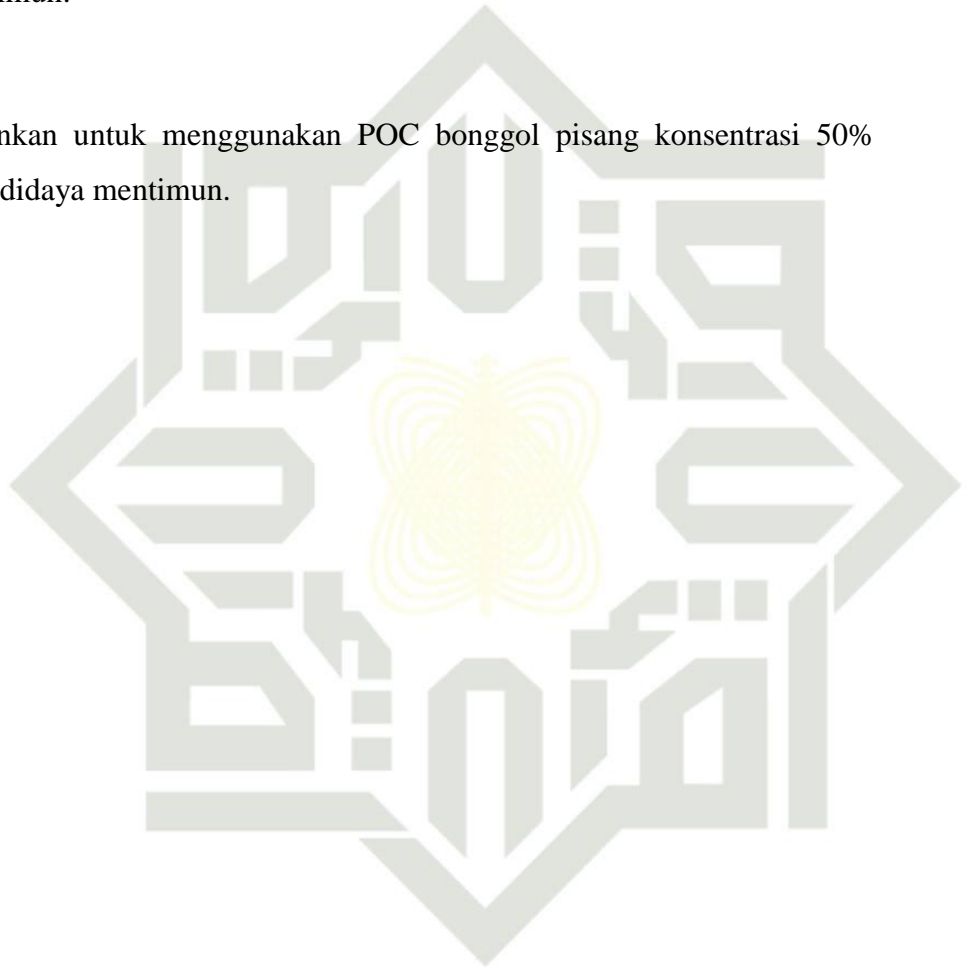 nkan untuk menggunakan POC bonggol pisang konsentrasi 50%
didaya mentimun.